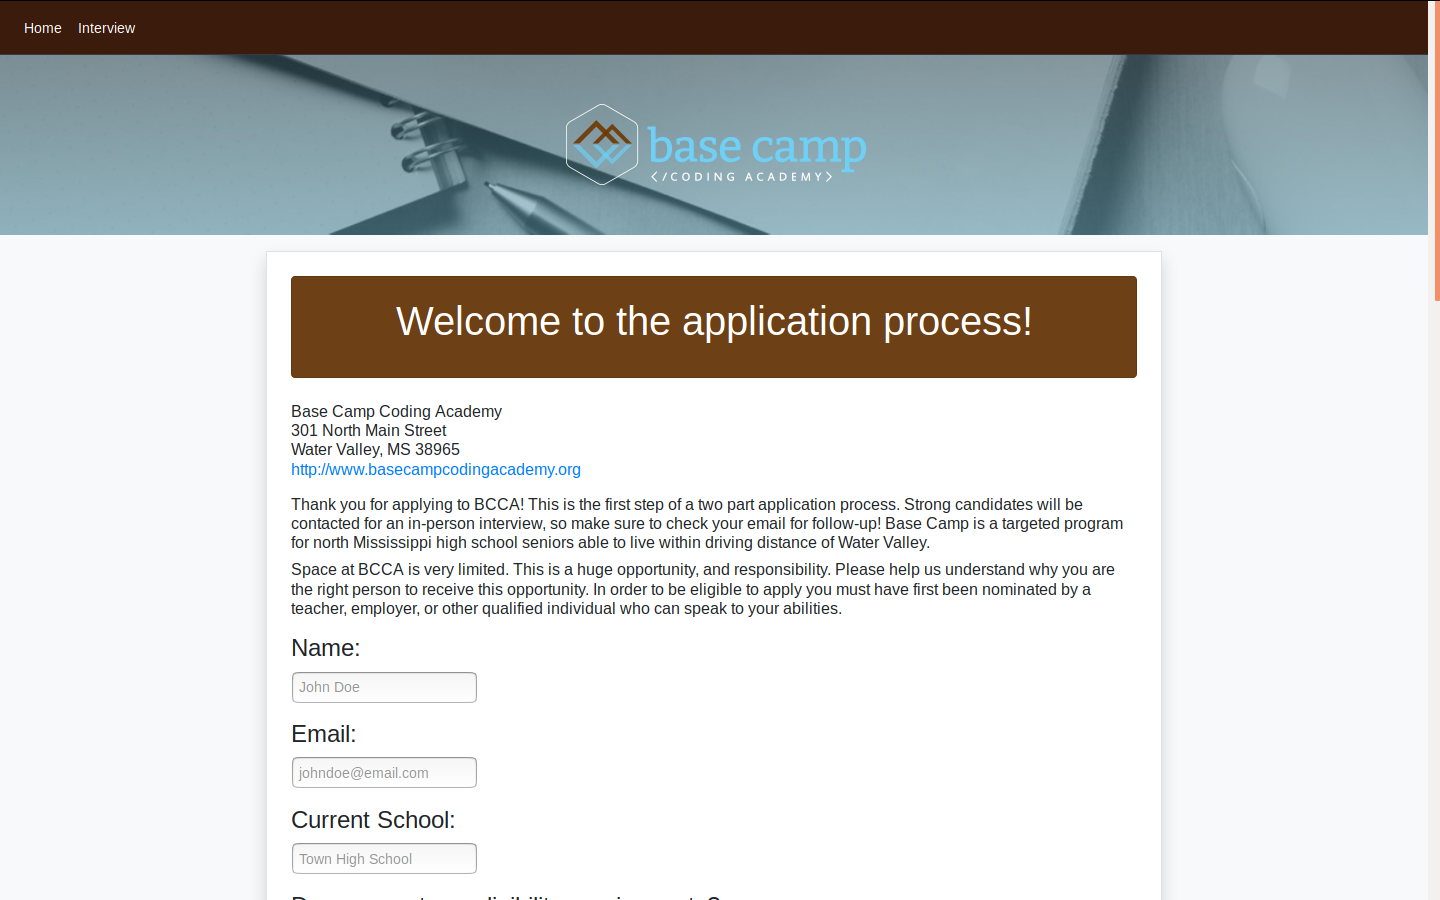 Home Interview
base camp
</CODING ACADEMY>
Welcome to the application process!
Base Camp Coding Academy
301 North Main Street
Water Valley, MS 38965
http://www.basecampcodingacademy.org
Thank you for applying to BCCA! This is the first step of a two part application process. Strong candidates will be
contacted for an in-person interview, so make sure to check your email for follow-up! Base Camp is a targeted program
for north Mississippi high school seniors able to live within driving distance of Water Valley.
Space at BCCA is very limited. This is a huge opportunity, and responsibility. Please help us understand why you are
the right person to receive this opportunity. In order to be eligible to apply you must have first been nominated by a
teacher, employer, or other qualified individual who can speak to your abilities.
Name:
John Doe
Email:
johndoe@email.com
Current School:
Town High School